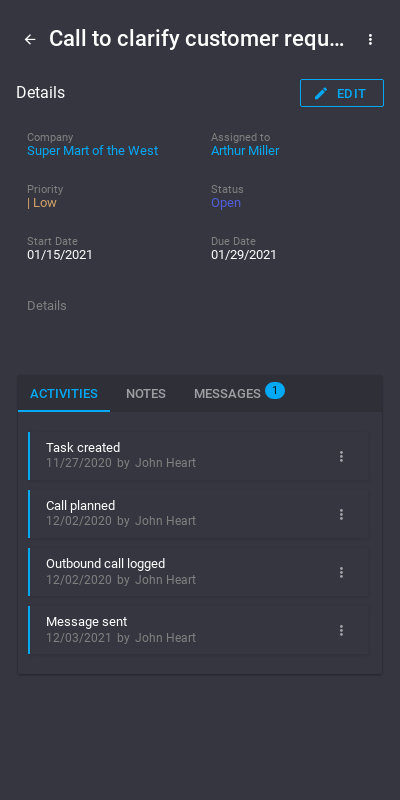 Call to clarify customer requ...
Details
EDIT
Company
Assigned to
Super Mart of the West
Arthur Miller
Priority
Status
| Low
Open
Start Date
Due Date
01/15/2021
01/29/2021
Details
ACTIVITIES
NOTES
MESSAGES 1
Task created
11/27/2020 by John Heart
Call planned
12/02/2020 by John Heart
Outbound call logged
12/02/2020 by John Heart
Message sent
12/03/2021 by John Heart